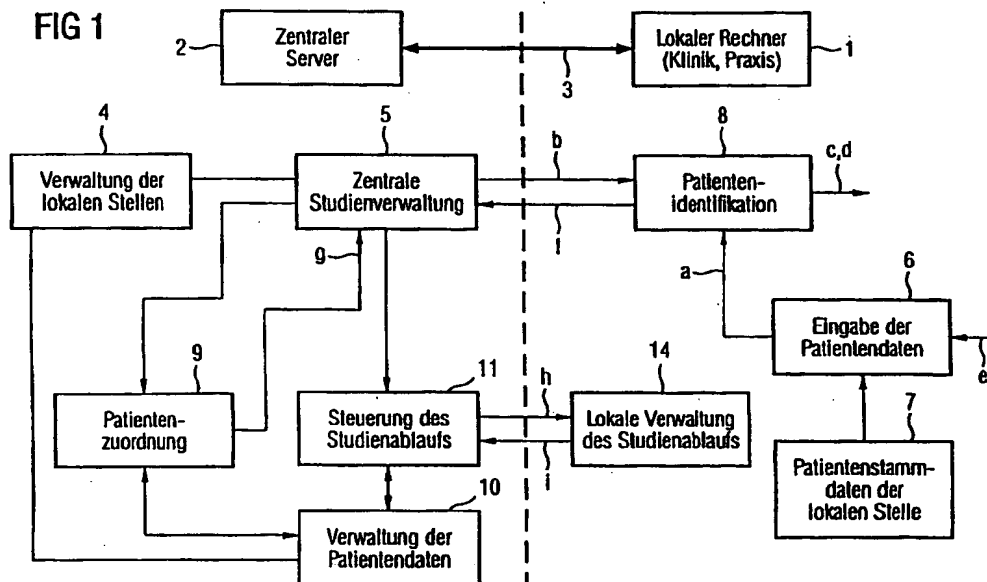 FIG 1
2
Zentraler
Server
3
Lokaler Rechner
(Klinik, Praxis)
1
4
Verwaltung der
lokalen Stellen
5
Zentrale
Studienverwaltung
b
f
8
Patienten-
identifikation
c,d
g
a
6
Eingabe der
Patientendaten
e
9
Patienten-
zuordnung
11
Steuerung des
Studienablaufs
h
i
14
Lokale Verwaltung
des Studienablaufs
7
Patientenstamm-
daten der
lokalen Stelle
10
Verwaltung der
Patientendaten